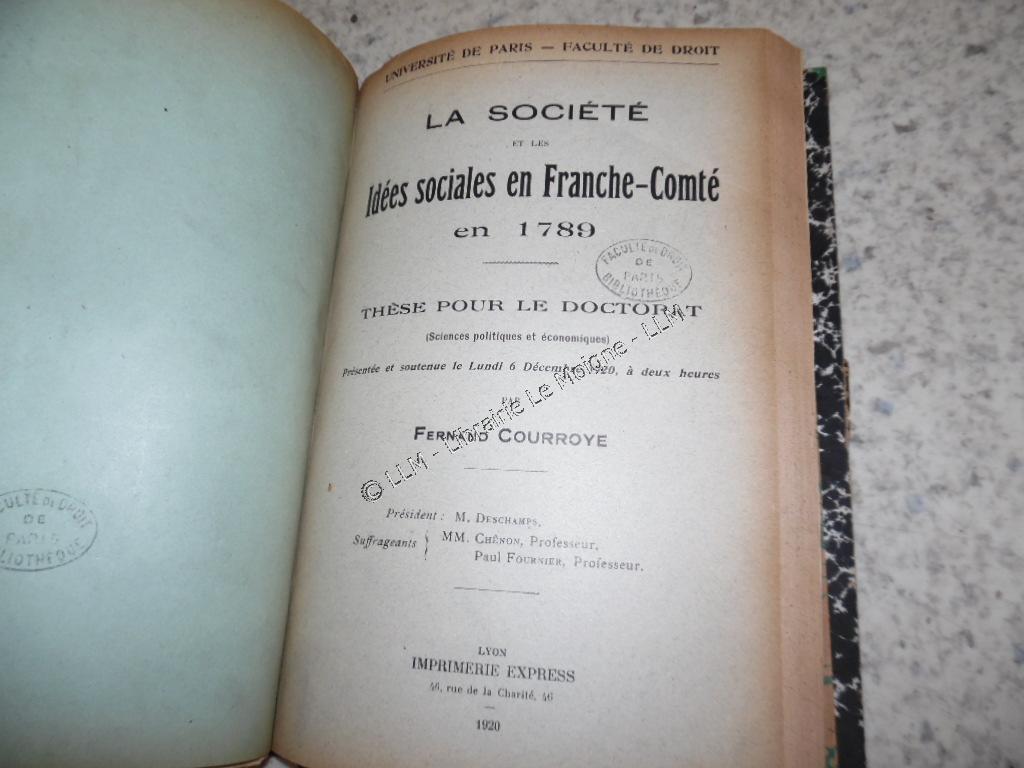 UNIVERSITÉ DE PARIS — FACULTÉ DE DROIT
LA SOCIÉTÉ
ET LES
Idées sociales en Franche-Comté
en 1789
FACULTÉ DE DROIT
DE
PARIS
BIBLIOTHÈQUE
THÈSE POUR LE DOCTORAT
(Sciences politiques et économiques)
Présentée et soutenue le Lundi 6 Décembre 1920, à deux heures
PAR
FERNAND COURROYE
© LLM - Librairie Le Moigne - LLM
Président : M. DESCHAMPS,
Suffragants } MM. CHÉNON, Professeur,
Paul FOURNIER, Professeur.
LYON
IMPRIMERIE EXPRESS
46, rue de la Charité, 46
1920
FACULTÉ DE DROIT
DE
PARIS
BIBLIOTHÈQUE